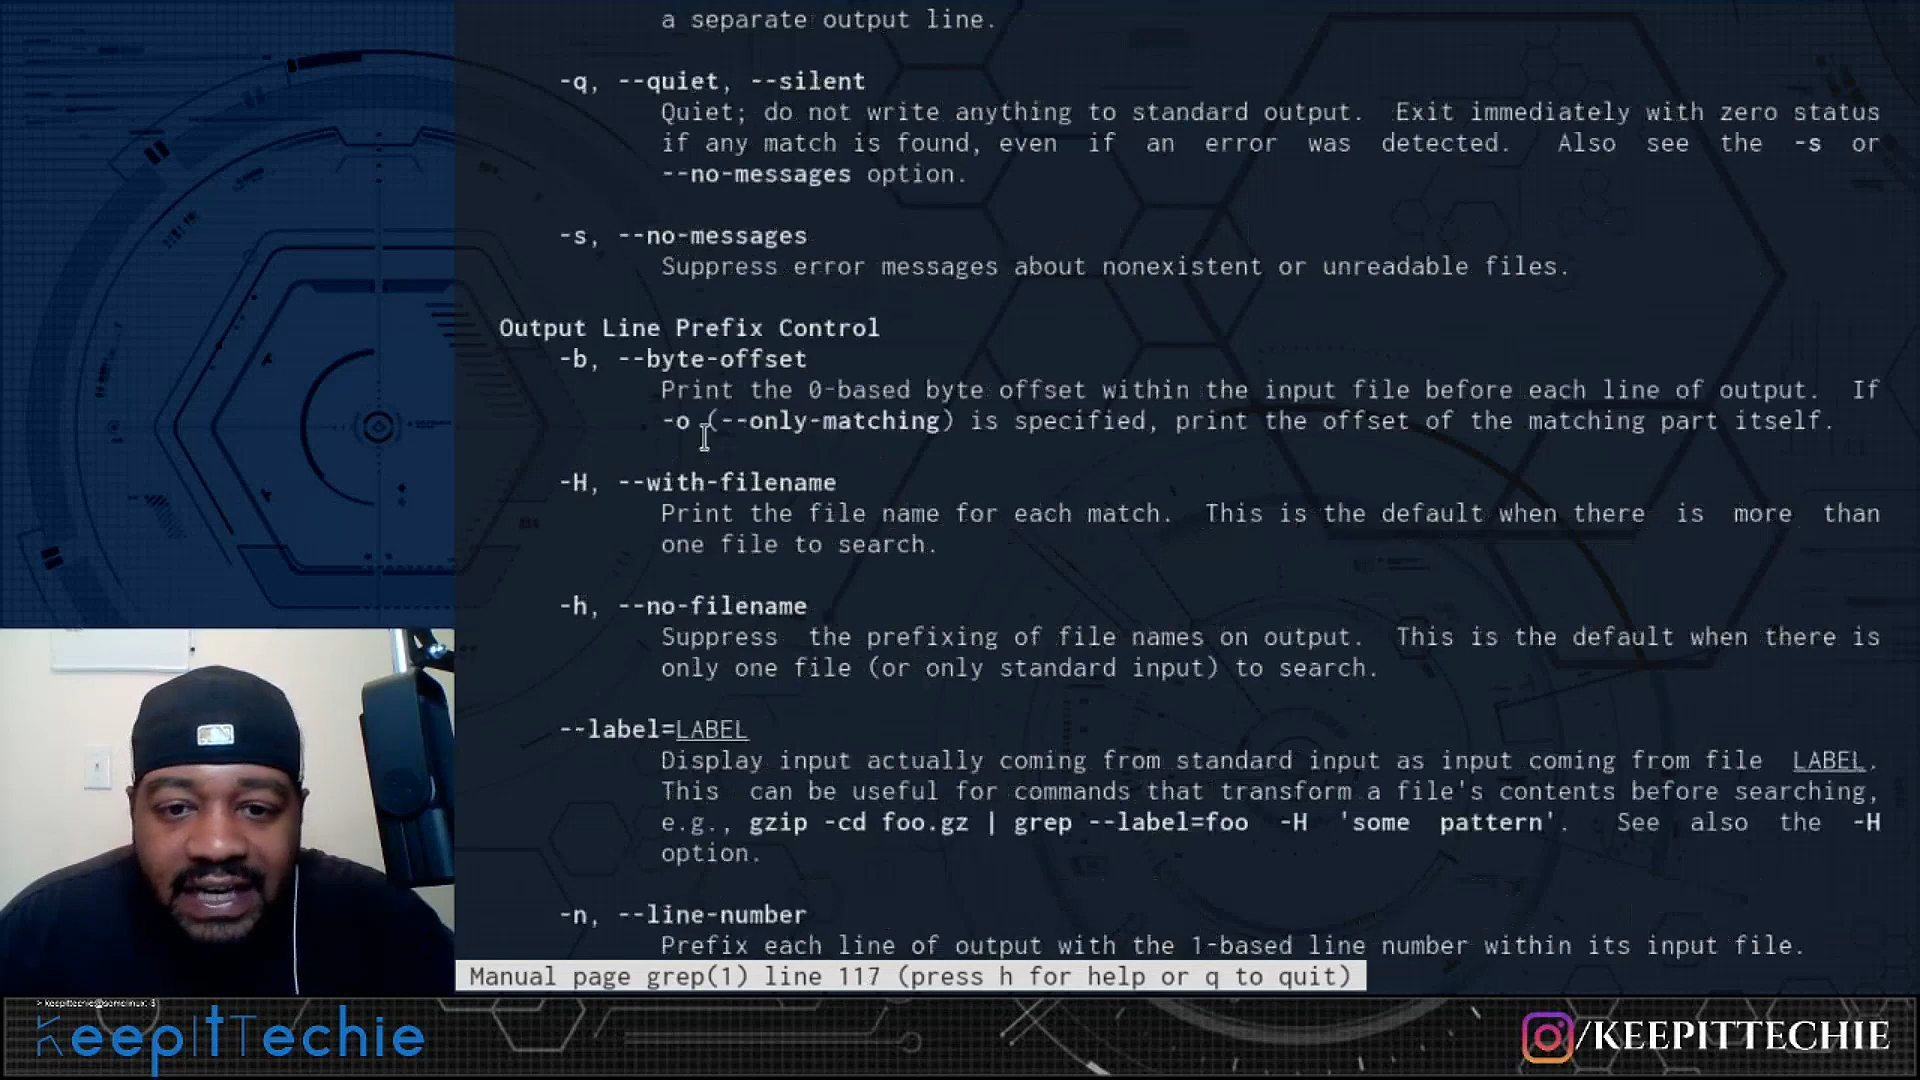 a separate output line.
-q, --quiet, --silent
Quiet; do not write anything to standard output.  Exit immediately with zero status
if any match is found, even  if  an  error  was  detected.   Also  see  the  -s  or
--no-messages option.
-s, --no-messages
Suppress error messages about nonexistent or unreadable files.
Output Line Prefix Control
-b, --byte-offset
Print the 0-based byte offset within the input file before each line of output.  If
-o (--only-matching) is specified, print the offset of the matching part itself.
-H, --with-filename
Print the file name for each match.  This is the default when there  is  more  than
one file to search.
-h, --no-filename
Suppress  the prefixing of file names on output.  This is the default when there is
only one file (or only standard input) to search.
--label=LABEL
Display input actually coming from standard input as input coming from file  LABEL.
This  can be useful for commands that transform a file's contents before searching,
e.g., gzip -cd foo.gz | grep --label=foo  -H  'some  pattern'.   See  also  the  -H
option.
-n, --line-number
Prefix each line of output with the 1-based line number within its input file.
Manual page grep(1) line 117 (press h for help or q to quit)
KeepItTechie
/KEEPITTECHIE